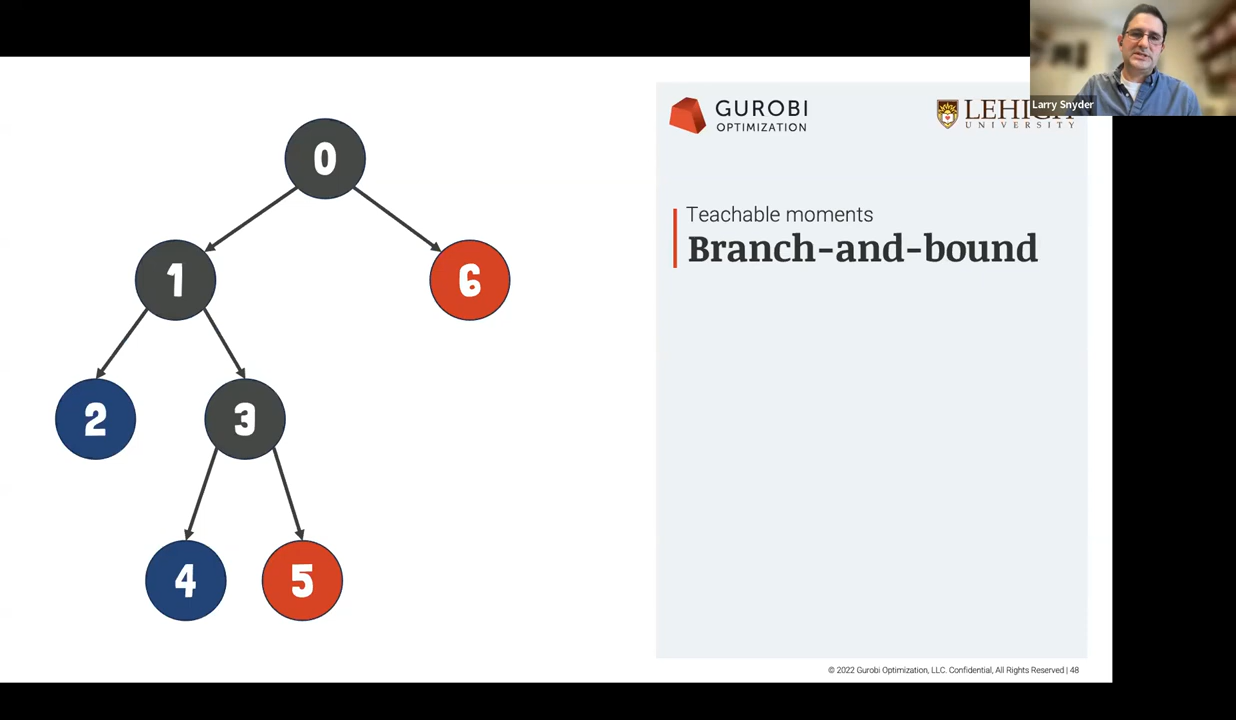 Larry Snyder
GUROBI
OPTIMIZATION
LEHIGH
UNIVERSITY
Teachable moments
Branch-and-bound
0
1
6
2
3
4
5
© 2022 Gurobi Optimization, LLC. Confidential, All Rights Reserved | 48